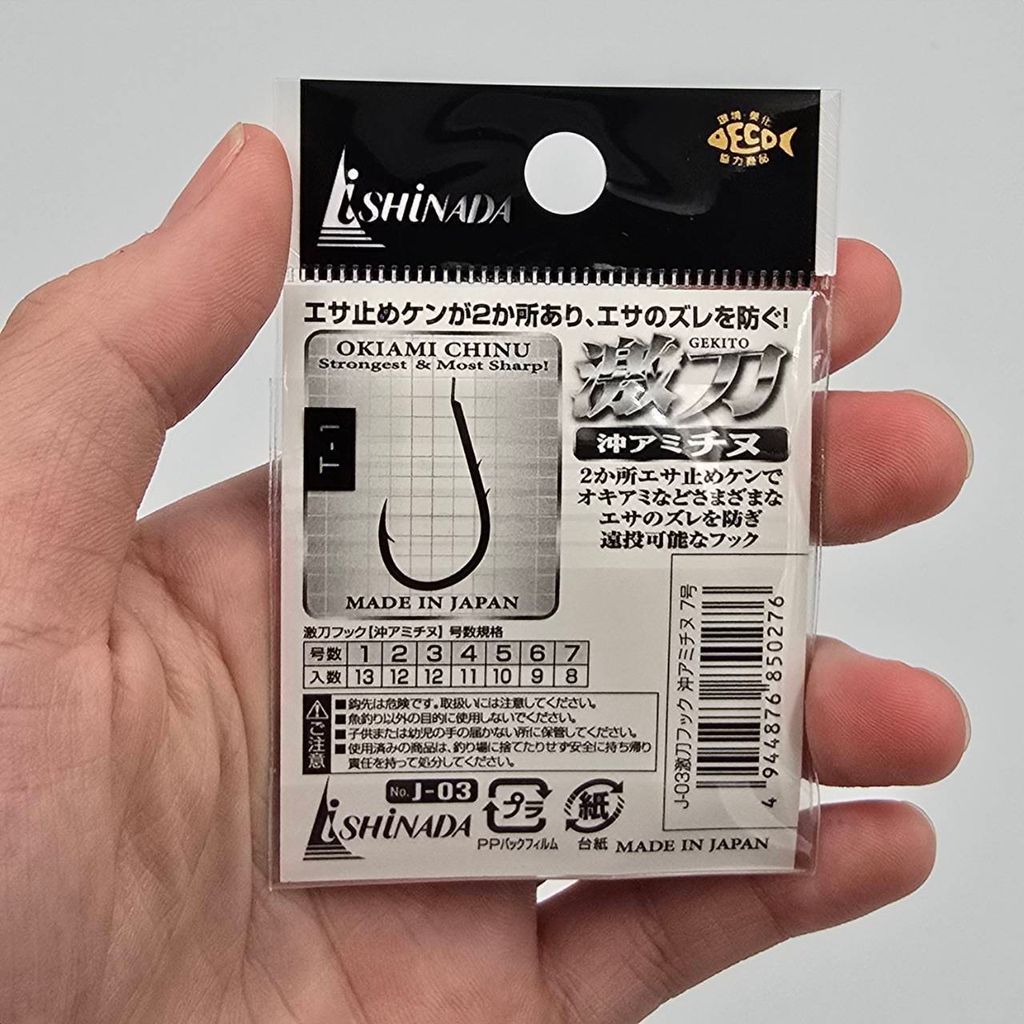 環境・美化
ECO
協力商品
iSHiNADA
エサ止めケンが2か所あり、エサのズレを防ぐ!
OKIAMI CHINU
Strongest & Most Sharp!
T-1
MADE IN JAPAN
GEKITO
激刀
沖アミチヌ
2か所エサ止めケンで
オキアミなどさまざまな
エサのズレを防ぎ
遠投可能なフック
激刀フック【沖アミチヌ】号数規格
号数 1 2 3 4 5 6 7
入数 13 12 12 11 10 9 8
ご注意
■鈎先は危険です。取扱いには注意してください。
■魚釣り以外の目的に使用しないでください。
■子供または幼児の手の届かない所に保管してください。
■使用済みの商品は、釣り場に捨てたりせず安全に持ち帰り
責任を持って処分してください。
J-03激刀フック 沖アミチヌ 7号
4 944876 850276
No.J-03
iSHiNADA
プラ
PPパックフィルム
紙
台紙
MADE IN JAPAN